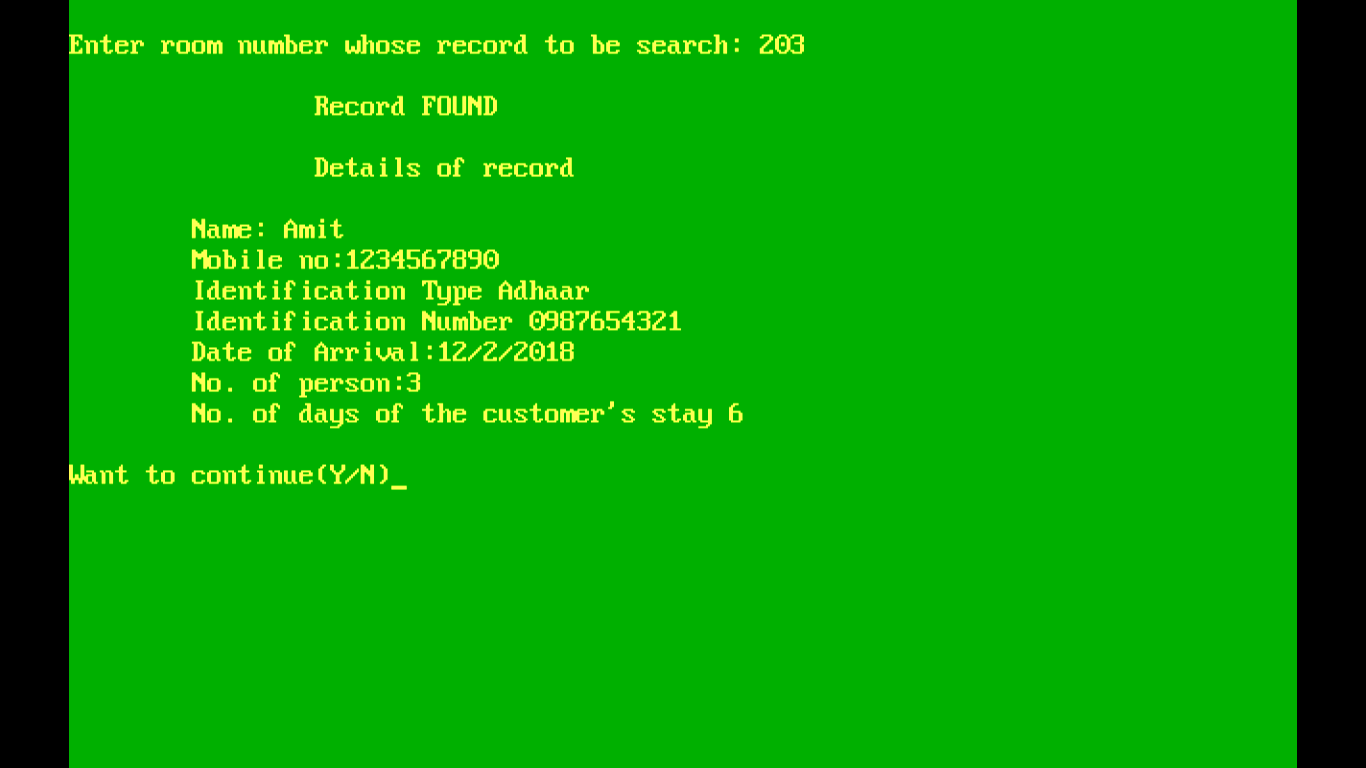 Enter room number whose record to be search: 203
Record FOUND
Details of record
Name: Amit
Mobile no:1234567890
Identification Type Adhaar
Identification Number 0987654321
Date of Arrival:12/2/2018
No. of person:3
No. of days of the customer's stay 6
Want to continue(Y/N)_